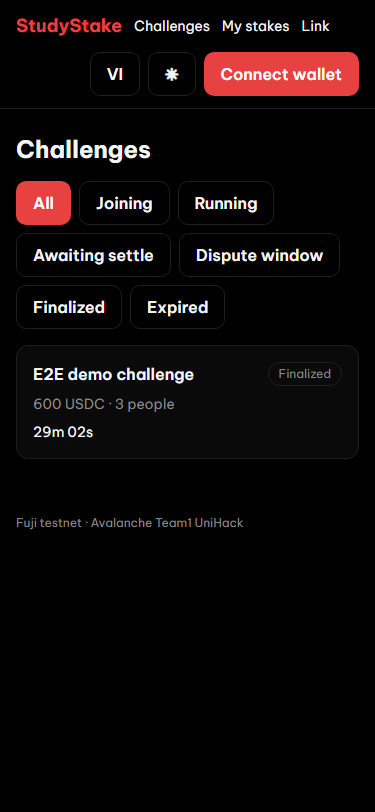 StudyStake Challenges My stakes Link
VI Connect wallet
Challenges
All Joining Running
Awaiting settle Dispute window
Finalized Expired
E2E demo challenge Finalized
600 USDC · 3 people
29m 02s
Fuji testnet · Avalanche Team1 UniHack